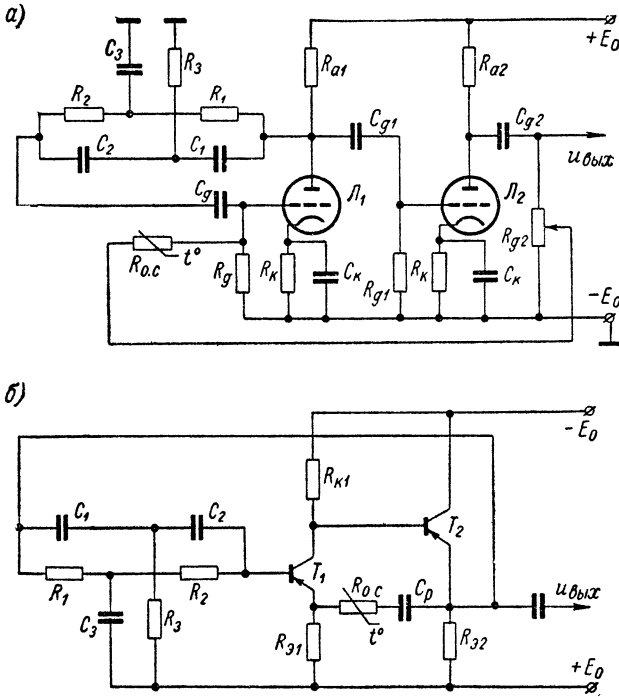 а)
C3
R3
Ra1
Ra2
+E0
R2
R1
C2
C1
Cg1
Cg2
uвых
Cg
Л1
Л2
Rо.с
t°
Rg
Rк
Cк
Rg1
Rк
Cк
Rg2
−E0
б)
−E0
Rк1
C1
C2
T2
R1
R2
T1
Rо с
Cр
uвых
C3
R3
t°
Rэ1
Rэ2
+E0